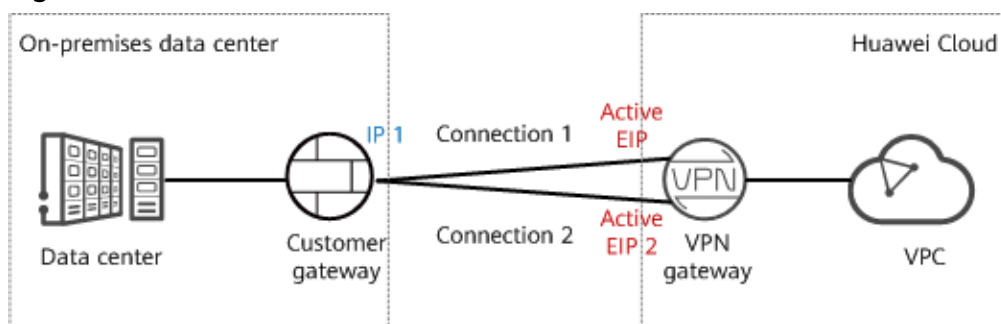 On-premises data center
Huawei Cloud
IP 1
Connection 1
Active
EIP
VPN
Connection 2
Active
EIP 2
Data center
Customer
gateway
VPN
gateway
VPC